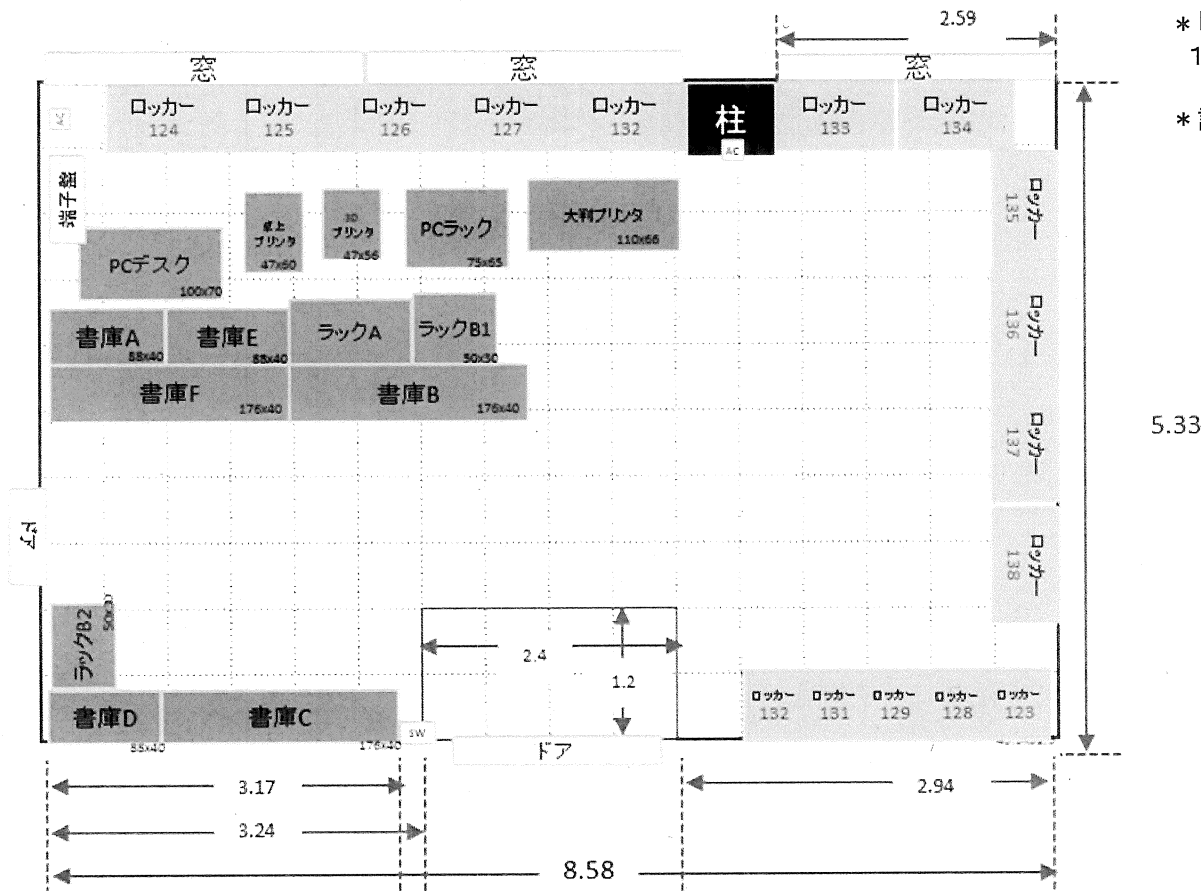 2.59
*
1
*
窓
窓
窓
ロッカー
124
ロッカー
125
ロッカー
126
ロッカー
127
ロッカー
132
柱
AC
ロッカー
133
ロッカー
134
AC
端子盤
PCデスク
100x70
卓上
プリンタ
47x60
3D
プリンタ
47x56
PCラック
75x65
大判プリンタ
110x66
ロッカー
135
ロッカー
136
ロッカー
137
ロッカー
138
5.33
書庫A
88x40
書庫E
88x40
ラックA
ラックB1
90x30
書庫F
176x40
書庫B
176x40
ドア
ラックB2
書庫D
88x40
書庫C
176x40
SW
2.4
1.2
ドア
ロッカー
132
ロッカー
131
ロッカー
129
ロッカー
128
ロッカー
123
3.17
2.94
3.24
8.58